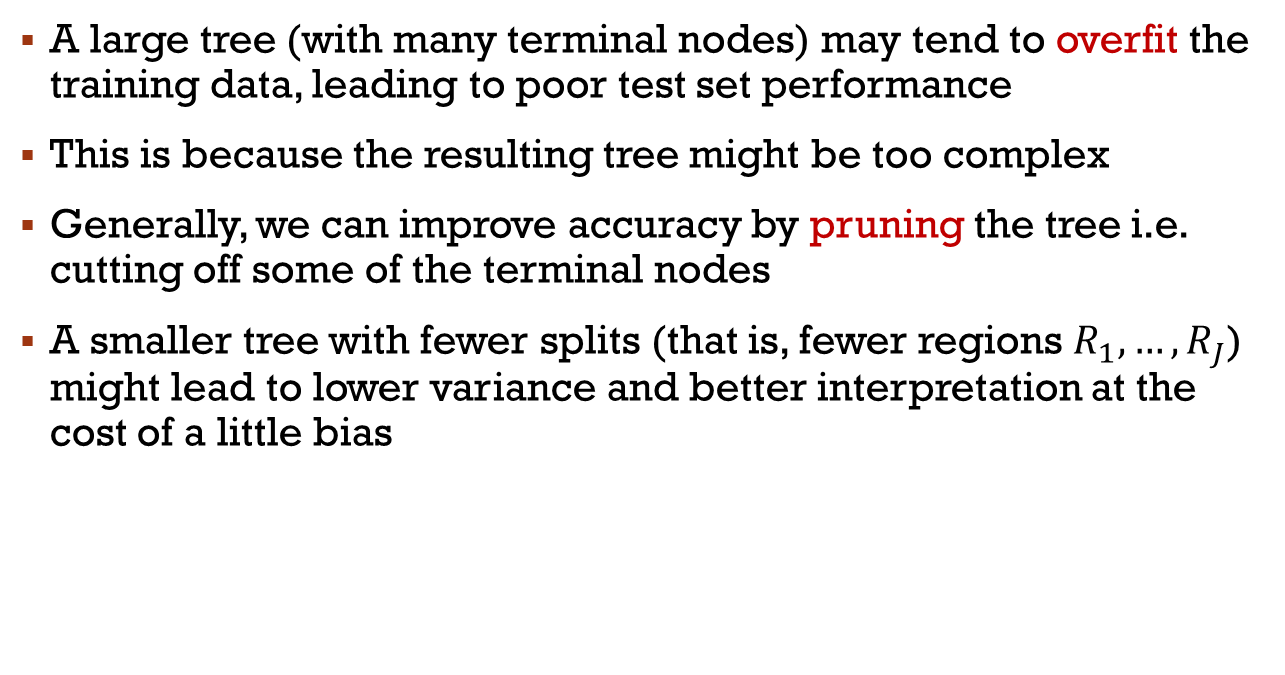 ▪ A large tree (with many terminal nodes) may tend to overfit the
training data, leading to poor test set performance
▪ This is because the resulting tree might be too complex
▪ Generally, we can improve accuracy by pruning the tree i.e.
cutting off some of the terminal nodes
▪ A smaller tree with fewer splits (that is, fewer regions 𝑅₁, … , 𝑅_𝐽)
might lead to lower variance and better interpretation at the
cost of a little bias